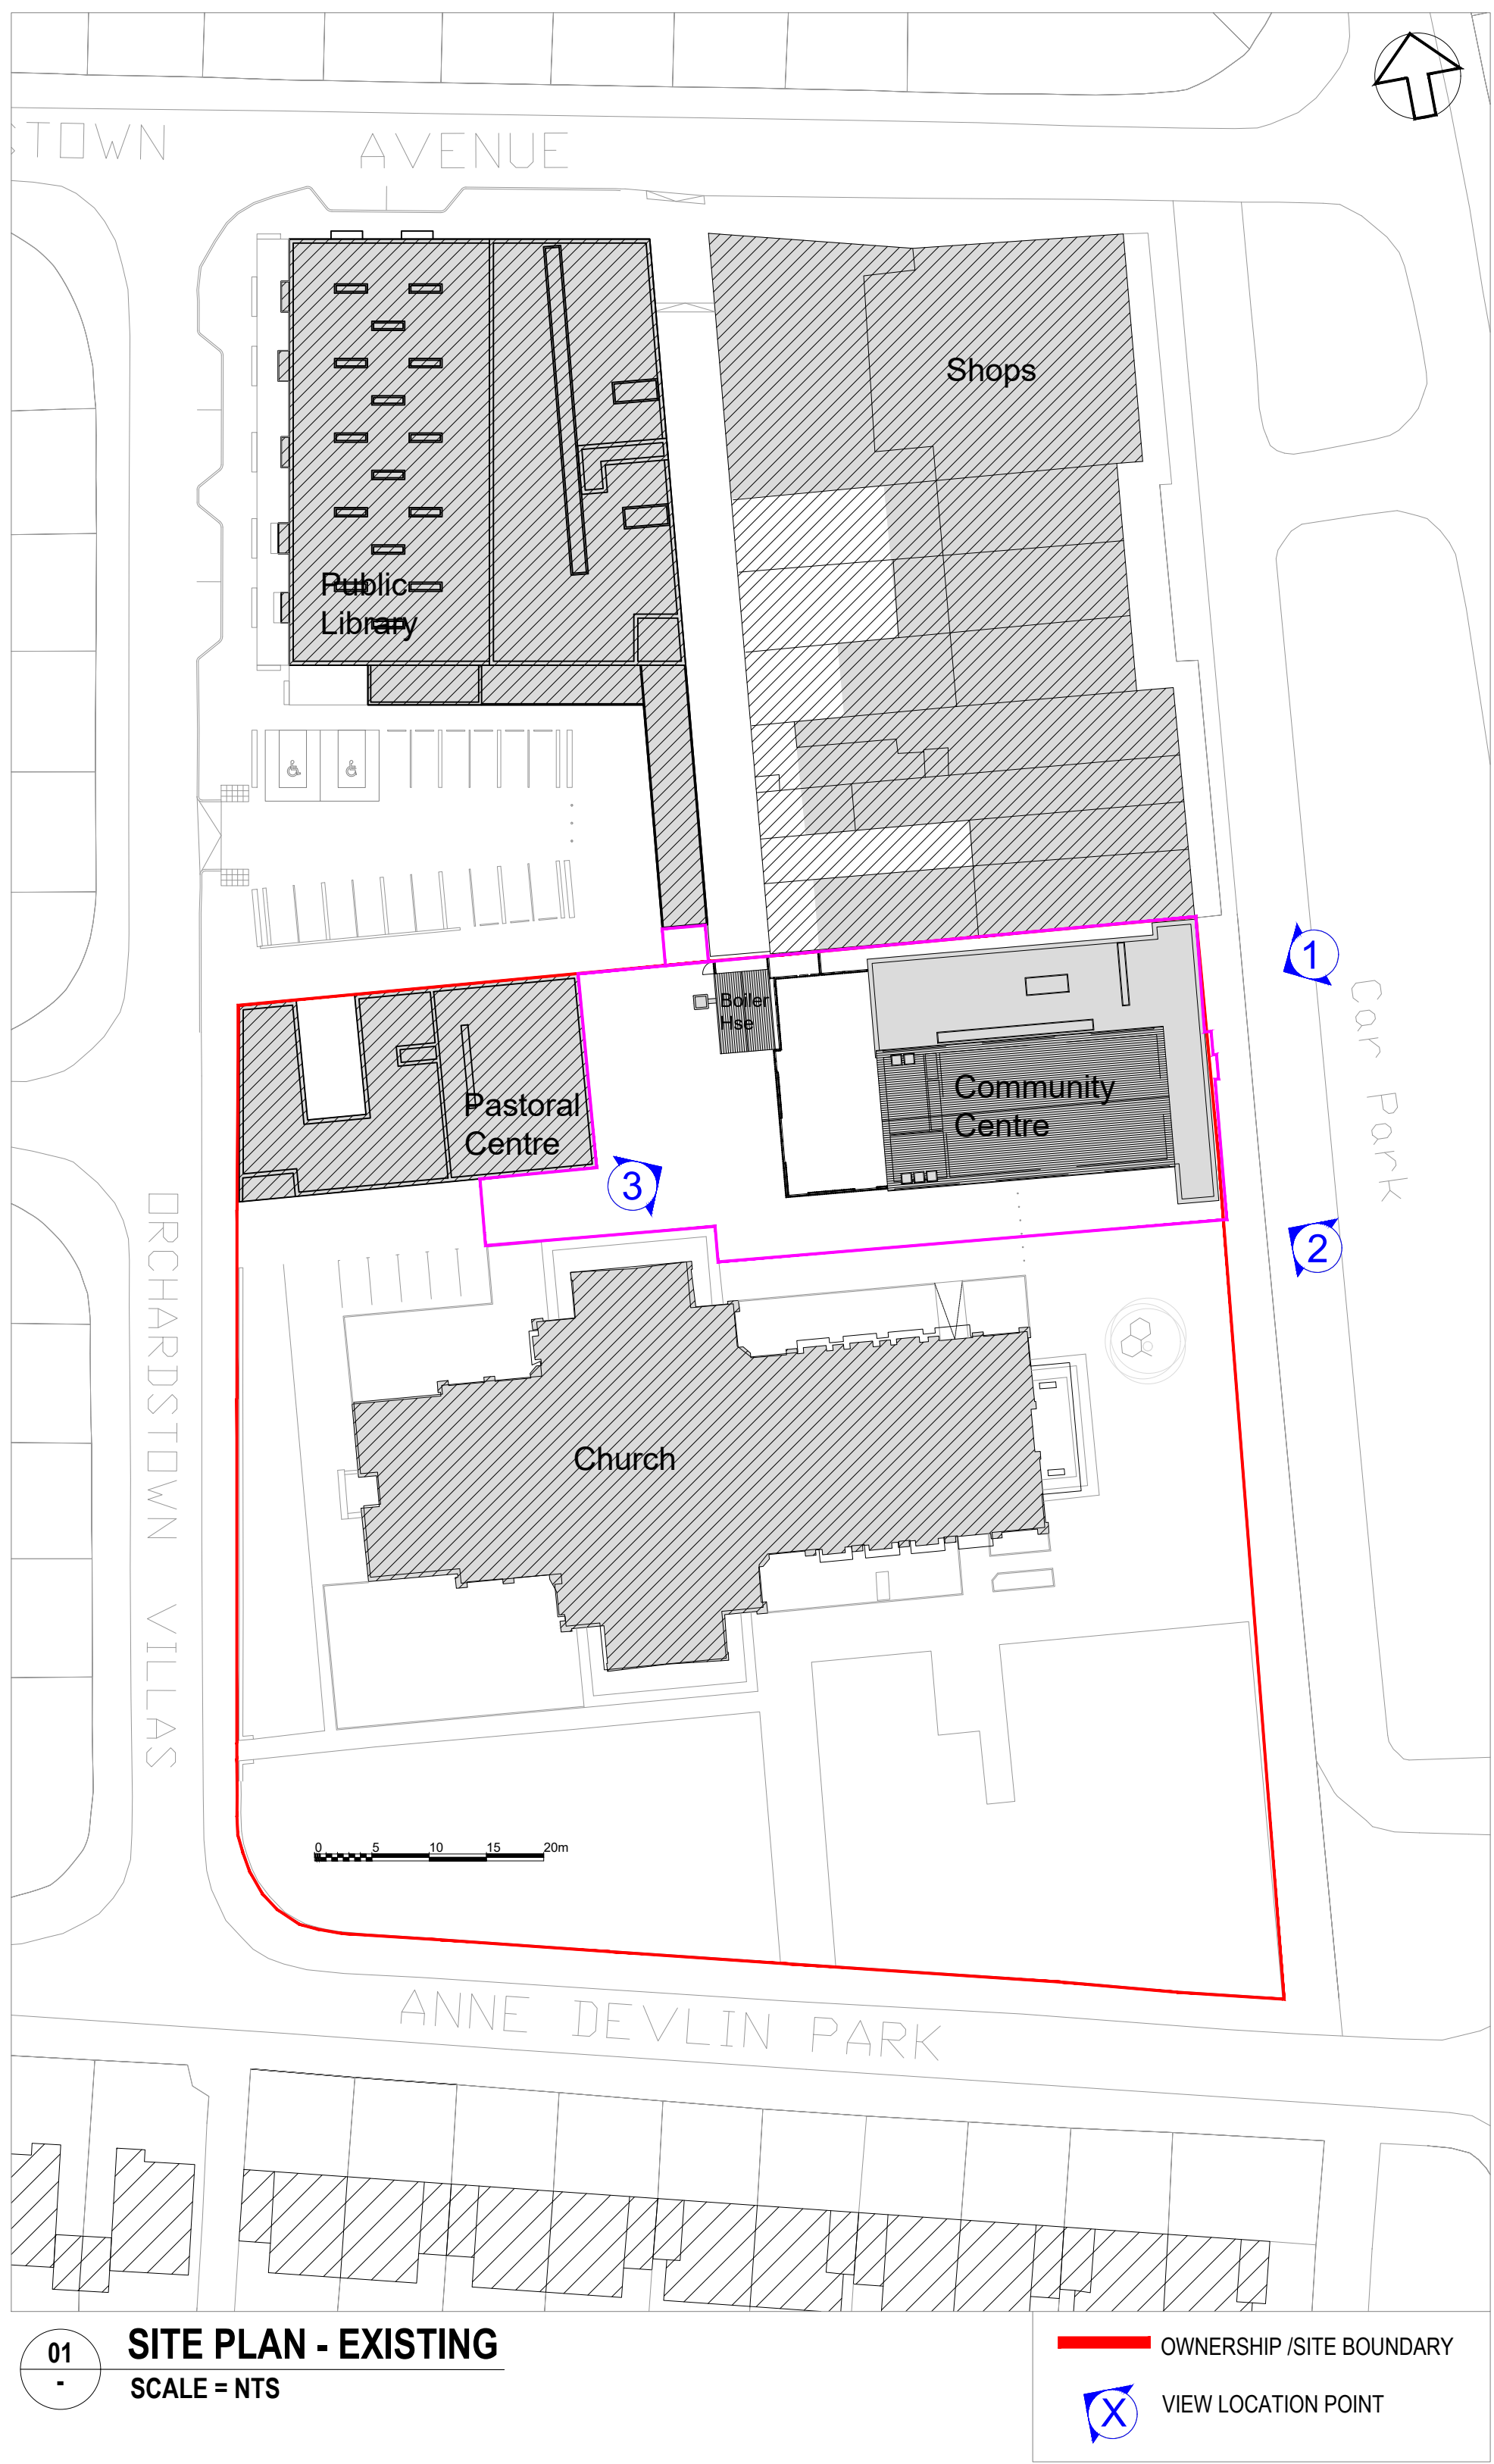 STOWN AVENUE
Shops
Public
Library
1
Car Park
Boiler
Hse
Community
Centre
Pastoral
Centre
3
2
ORCHARDSTOWN VILLAS
Church
0 5 10 15 20m
ANNE DEVLIN PARK
01
-
SITE PLAN - EXISTING
SCALE = NTS
OWNERSHIP /SITE BOUNDARY
X VIEW LOCATION POINT